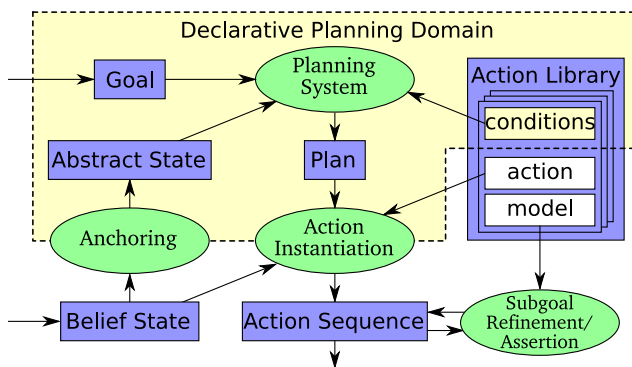 Declarative Planning Domain
Goal
Planning
System
Action Library
conditions
Abstract State
Plan
action
model
Anchoring
Action
Instantiation
Belief State
Action Sequence
Subgoal
Refinement/
Assertion